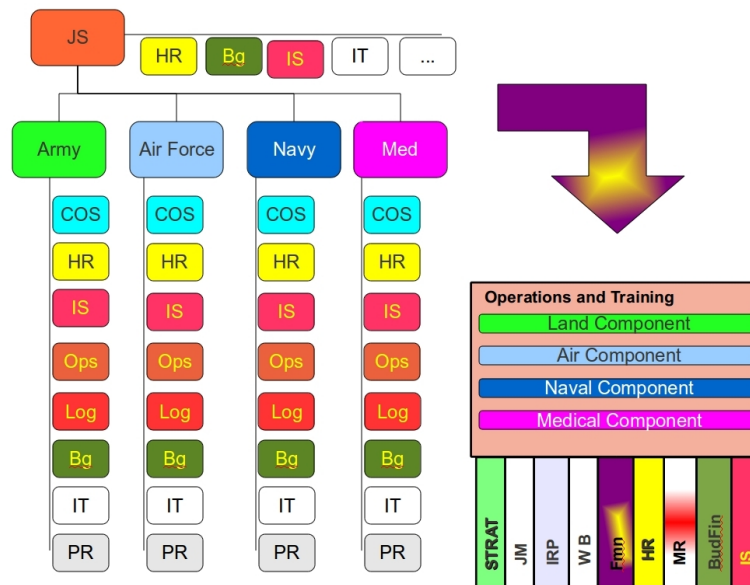 JS
HR Bg IS IT ...
Army Air Force Navy Med
COS COS COS COS
HR HR HR HR
IS IS IS IS
Ops Ops Ops Ops
Log Log Log Log
Bg Bg Bg Bg
IT IT IT IT
PR PR PR PR
Operations and Training
Land Component
Air Component
Naval Component
Medical Component
STRAT
JM
IRP
W B
Fmn
HR
MR
BudFin
IS